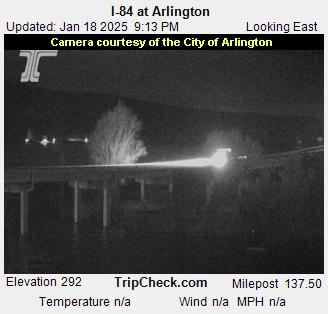 I-84 at Arlington
Updated: Jan 18 2025 9:13 PM Looking East
Camera courtesy of the City of Arlington
Elevation 292 TripCheck.com Milepost 137.50
Temperature n/a Wind n/a MPH n/a